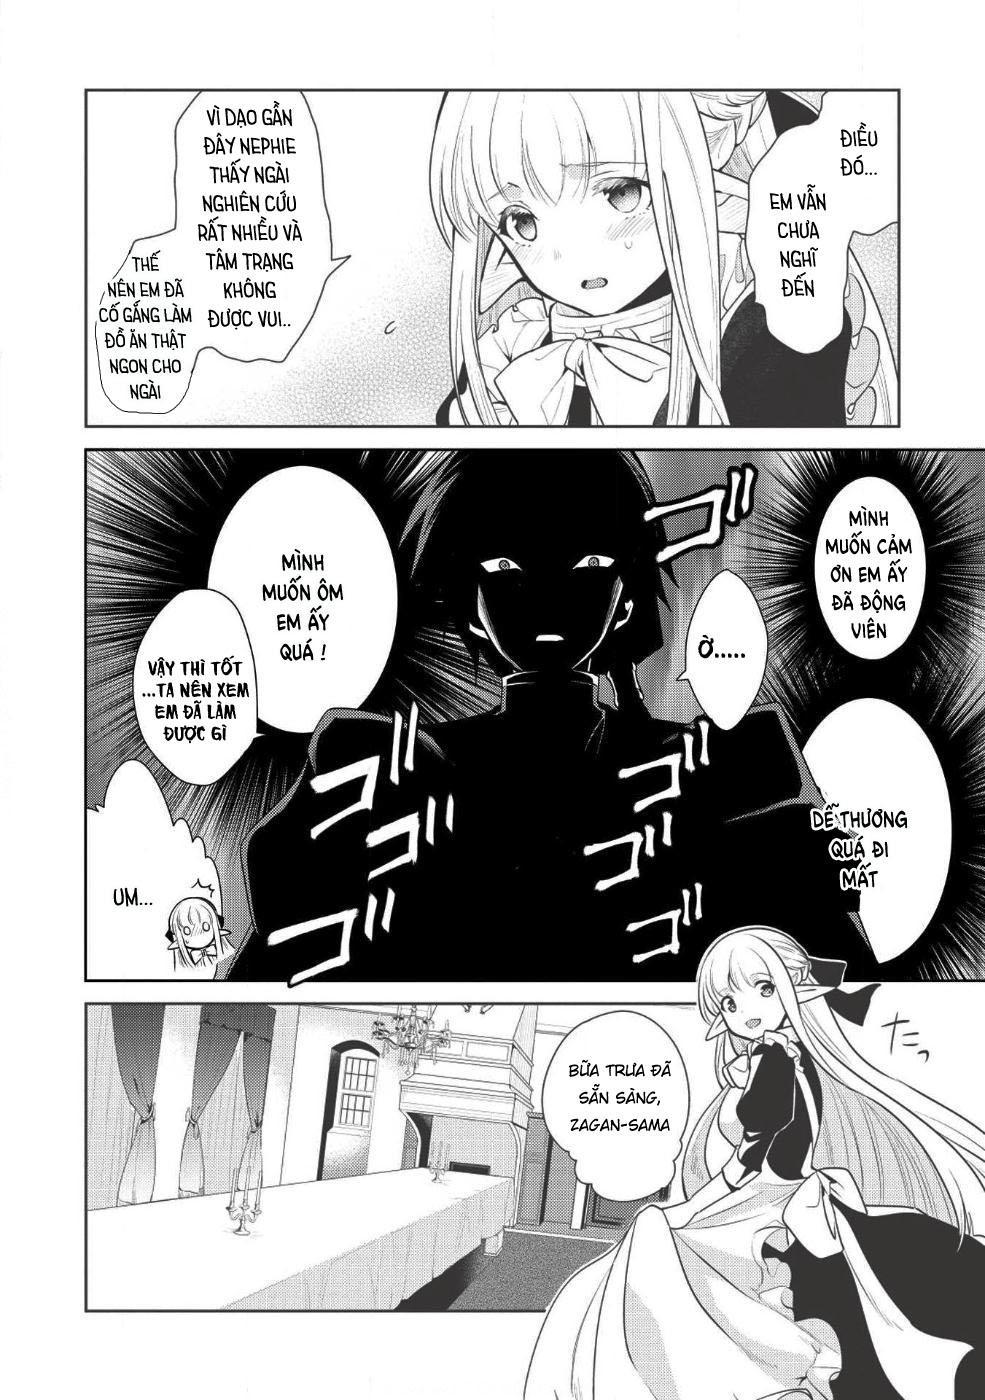 ĐIỀU
ĐÓ...
EM VẪN
CHƯA
NGHĨ
ĐẾN
VÌ DẠO GẦN
ĐÂY NEPHIE
THẤY NGÀI
NGHIÊN CỨU
RẤT NHIỀU VÀ
TÂM TRẠNG
KHÔNG
ĐƯỢC VUI..
THẾ
NÊN EM ĐÃ
CỐ GẮNG LÀM
ĐỒ ĂN THẬT
NGON CHO
NGÀI
MÌNH
MUỐN CẢM
ƠN EM ẤY
ĐÃ ĐỘNG
VIÊN
Ờ.....
DỄ THƯƠNG
QUÁ ĐI
MẤT
ゴゴゴ
ゴゴゴ
ゴゴゴ
MÌNH
MUỐN ÔM
EM ẤY
QUÁ !
VẬY THÌ TỐT
...TA NÊN XEM
EM ĐÃ LÀM
ĐƯỢC GÌ
UM...
BỮA TRƯA ĐÃ
SẴN SÀNG,
ZAGAN-SAMA
たっ